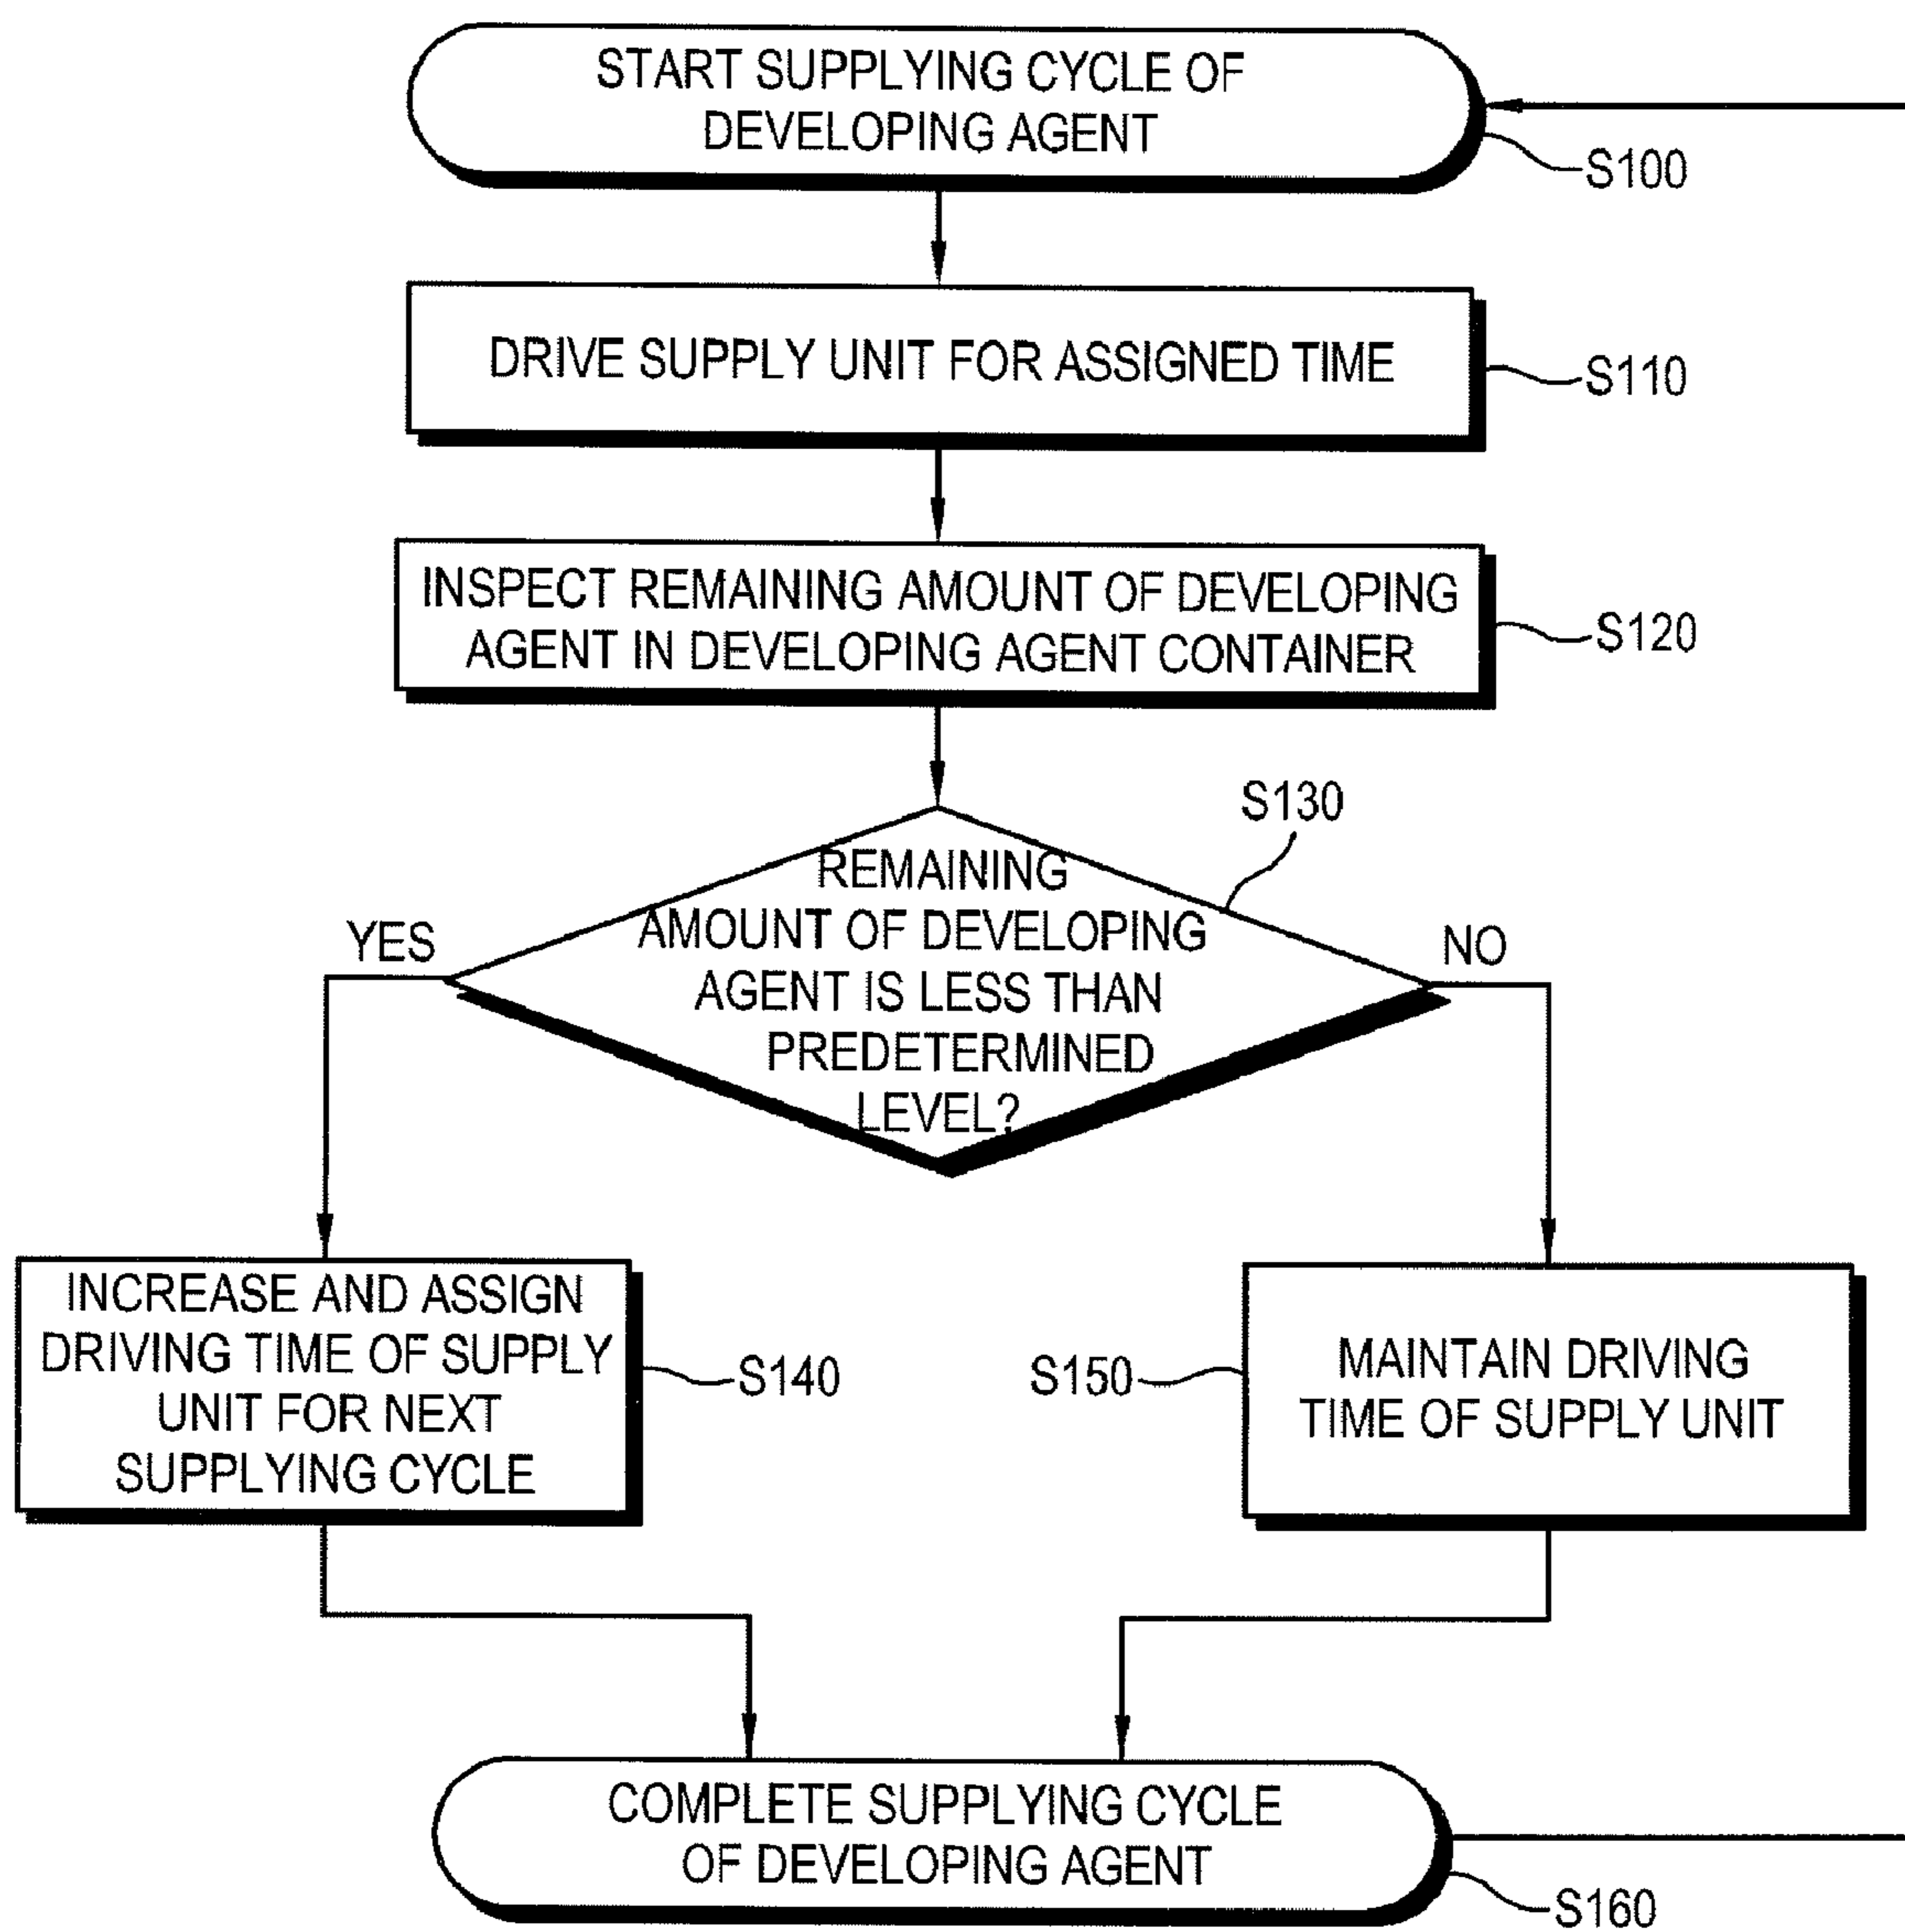 START SUPPLYING CYCLE OF
DEVELOPING AGENT
S100
DRIVE SUPPLY UNIT FOR ASSIGNED TIME
S110
INSPECT REMAINING AMOUNT OF DEVELOPING
AGENT IN DEVELOPING AGENT CONTAINER
S120
S130
REMAINING
AMOUNT OF DEVELOPING
AGENT IS LESS THAN
PREDETERMINED
LEVEL?
YES
NO
INCREASE AND ASSIGN
DRIVING TIME OF SUPPLY
UNIT FOR NEXT
SUPPLYING CYCLE
S140
S150
MAINTAIN DRIVING
TIME OF SUPPLY UNIT
COMPLETE SUPPLYING CYCLE
OF DEVELOPING AGENT
S160